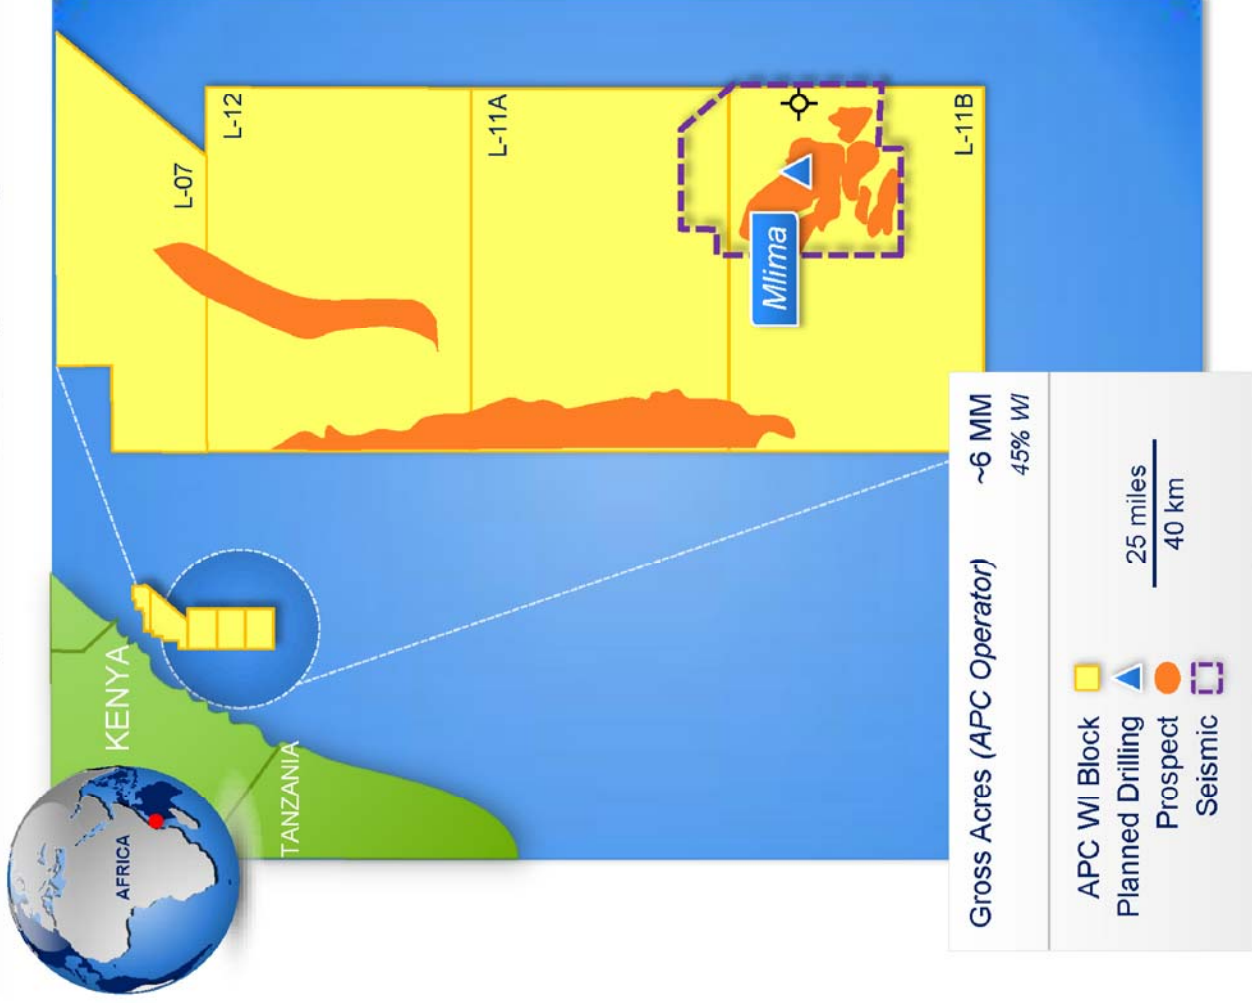 AFRICA
KENYA
TANZANIA
L-07
L-12
L-11A
L-11B
Mlima
Gross Acres (APC Operator) ~6 MM
45% WI
APC WI Block
Planned Drilling
Prospect
Seismic
25 miles
40 km